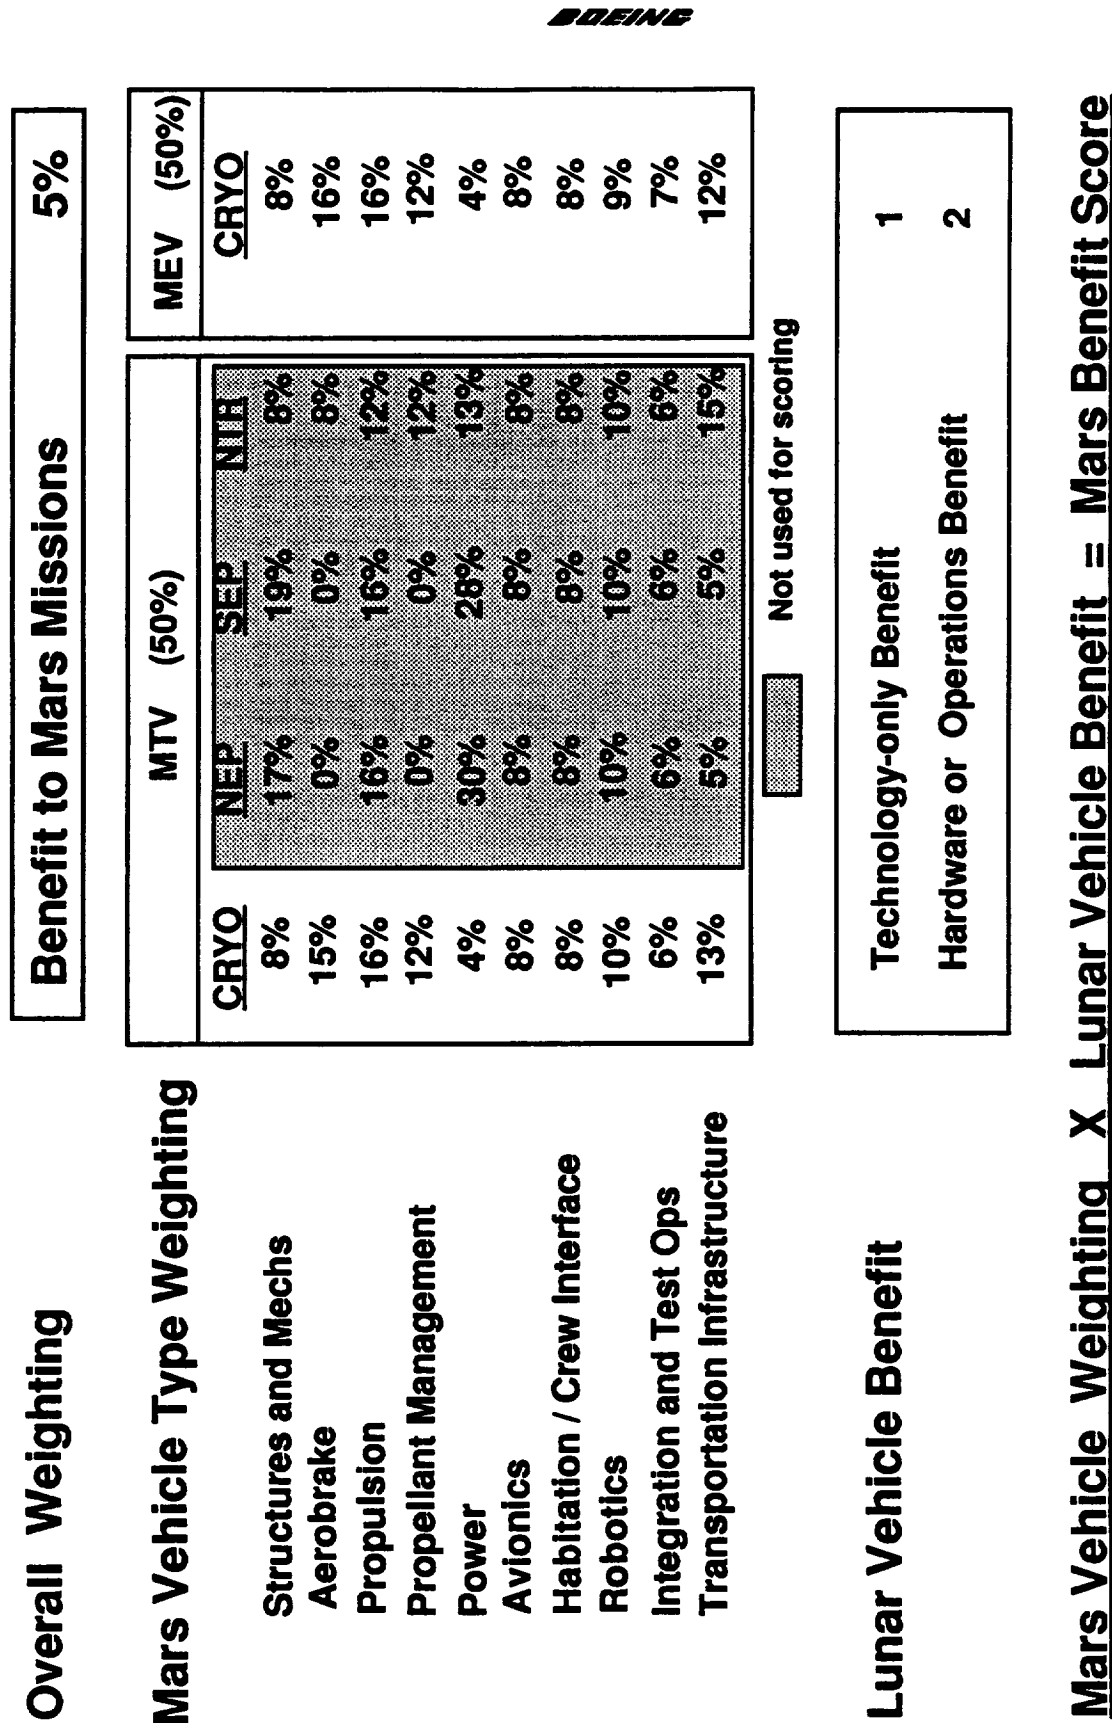 BOEING
Overall Weighting
Benefit to Mars Missions 5%
Mars Vehicle Type Weighting
MTV (50%) MEV (50%)
CRYO NEP SEP NTR CRYO
Structures and Mechs 8% 17% 19% 8% 8%
Aerobrake 15% 0% 0% 8% 16%
Propulsion 16% 16% 16% 12% 16%
Propellant Management 12% 0% 0% 12% 12%
Power 4% 30% 28% 13% 4%
Avionics 8% 8% 8% 8% 8%
Habitation / Crew Interface 8% 8% 8% 8% 8%
Robotics 10% 10% 10% 10% 9%
Integration and Test Ops 6% 6% 6% 6% 7%
Transportation Infrastructure 13% 5% 5% 15% 12%
Not used for scoring
Lunar Vehicle Benefit
Technology-only Benefit 1
Hardware or Operations Benefit 2
Mars Vehicle Weighting X Lunar Vehicle Benefit = Mars Benefit Score